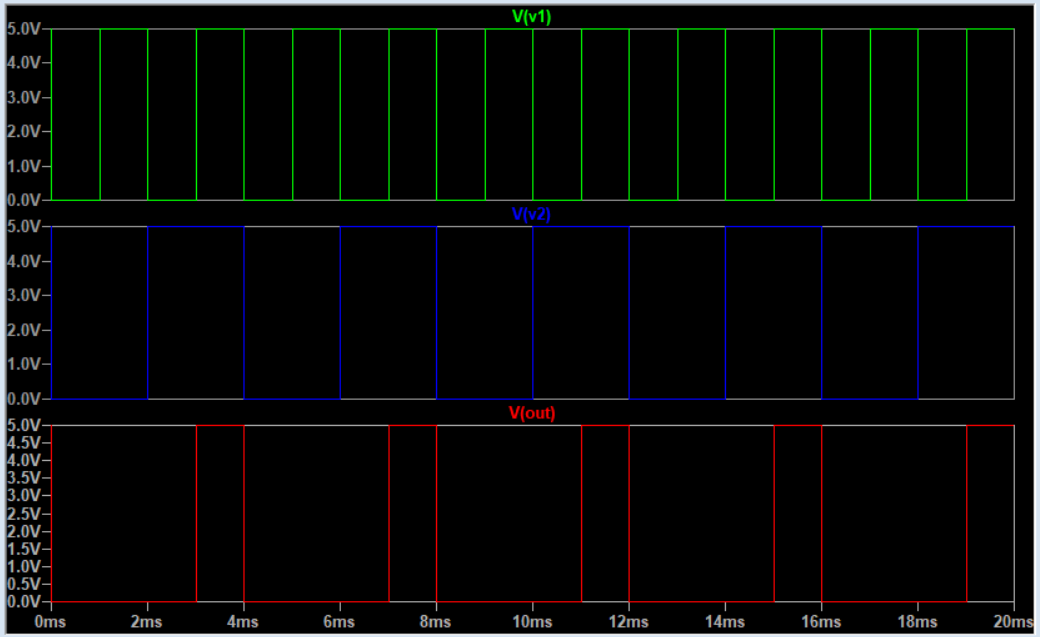 V(v1)
5.0V
4.0V
3.0V
2.0V
1.0V
0.0V
V(v2)
5.0V
4.0V
3.0V
2.0V
1.0V
0.0V
V(out)
5.0V
4.5V
4.0V
3.5V
3.0V
2.5V
2.0V
1.5V
1.0V
0.5V
0.0V
0ms 2ms 4ms 6ms 8ms 10ms 12ms 14ms 16ms 18ms 20ms